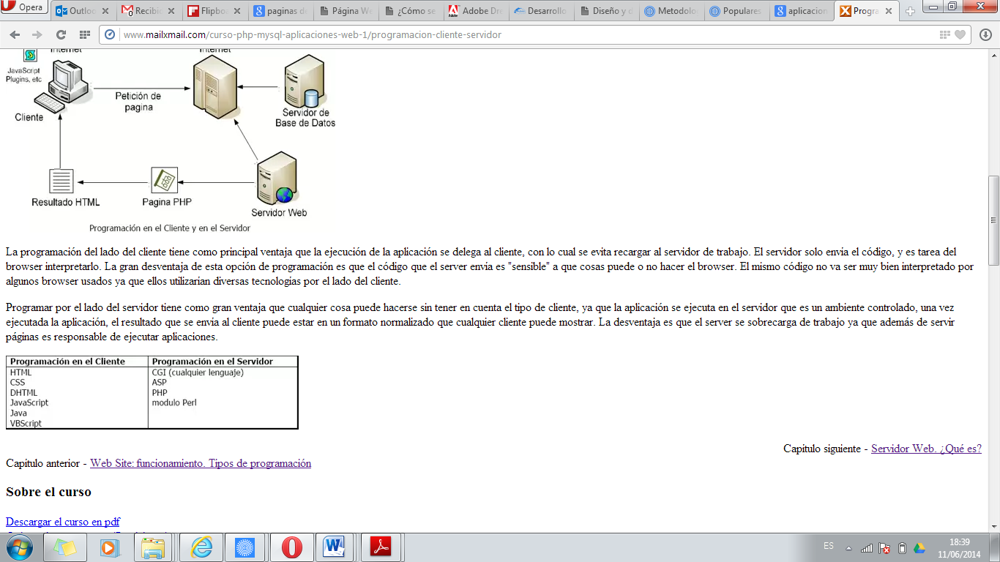 Opera
Outloo
Recibid
Flipboa
paginas de
Página We
¿Cómo se
Adobe Dre
Desarrollo
Diseño y d
Metodolo
Populares
aplicacion
Progra
www.mailxmail.com/curso-php-mysql-aplicaciones-web-1/programacion-cliente-servidor
Internet
Internet
JavaScript
Plugins, etc
Petición de
pagina
Cliente
Servidor de
Base de Datos
Resultado HTML
Pagina PHP
Servidor Web
Programación en el Cliente y en el Servidor
La programación del lado del cliente tiene como principal ventaja que la ejecución de la aplicación se delega al cliente, con lo cual se evita recargar al servidor de trabajo. El servidor solo envia el código, y es tarea del
browser interpretarlo. La gran desventaja de esta opción de programación es que el código que el server envia es "sensible" a que cosas puede o no hacer el browser. El mismo código no va ser muy bien interpretado por
algunos browser usados ya que ellos utilizarían diversas tecnologías por el lado del cliente.
Programar por el lado del servidor tiene como gran ventaja que cualquier cosa puede hacerse sin tener en cuenta el tipo de cliente, ya que la aplicación se ejecuta en el servidor que es un ambiente controlado, una vez
ejecutada la aplicación, el resultado que se envia al cliente puede estar en un formato normalizado que cualquier cliente puede mostrar. La desventaja es que el server se sobrecarga de trabajo ya que además de servir
páginas es responsable de ejecutar aplicaciones.
Programación en el Cliente Programación en el Servidor
HTML CGI (cualquier lenguaje)
CSS ASP
DHTML PHP
JavaScript modulo Perl
Java
VBScript
Capítulo siguiente - Servidor Web. ¿Qué es?
Capítulo anterior - Web Site: funcionamiento. Tipos de programación
Sobre el curso
Descargar el curso en pdf
ES
18:39
11/06/2014